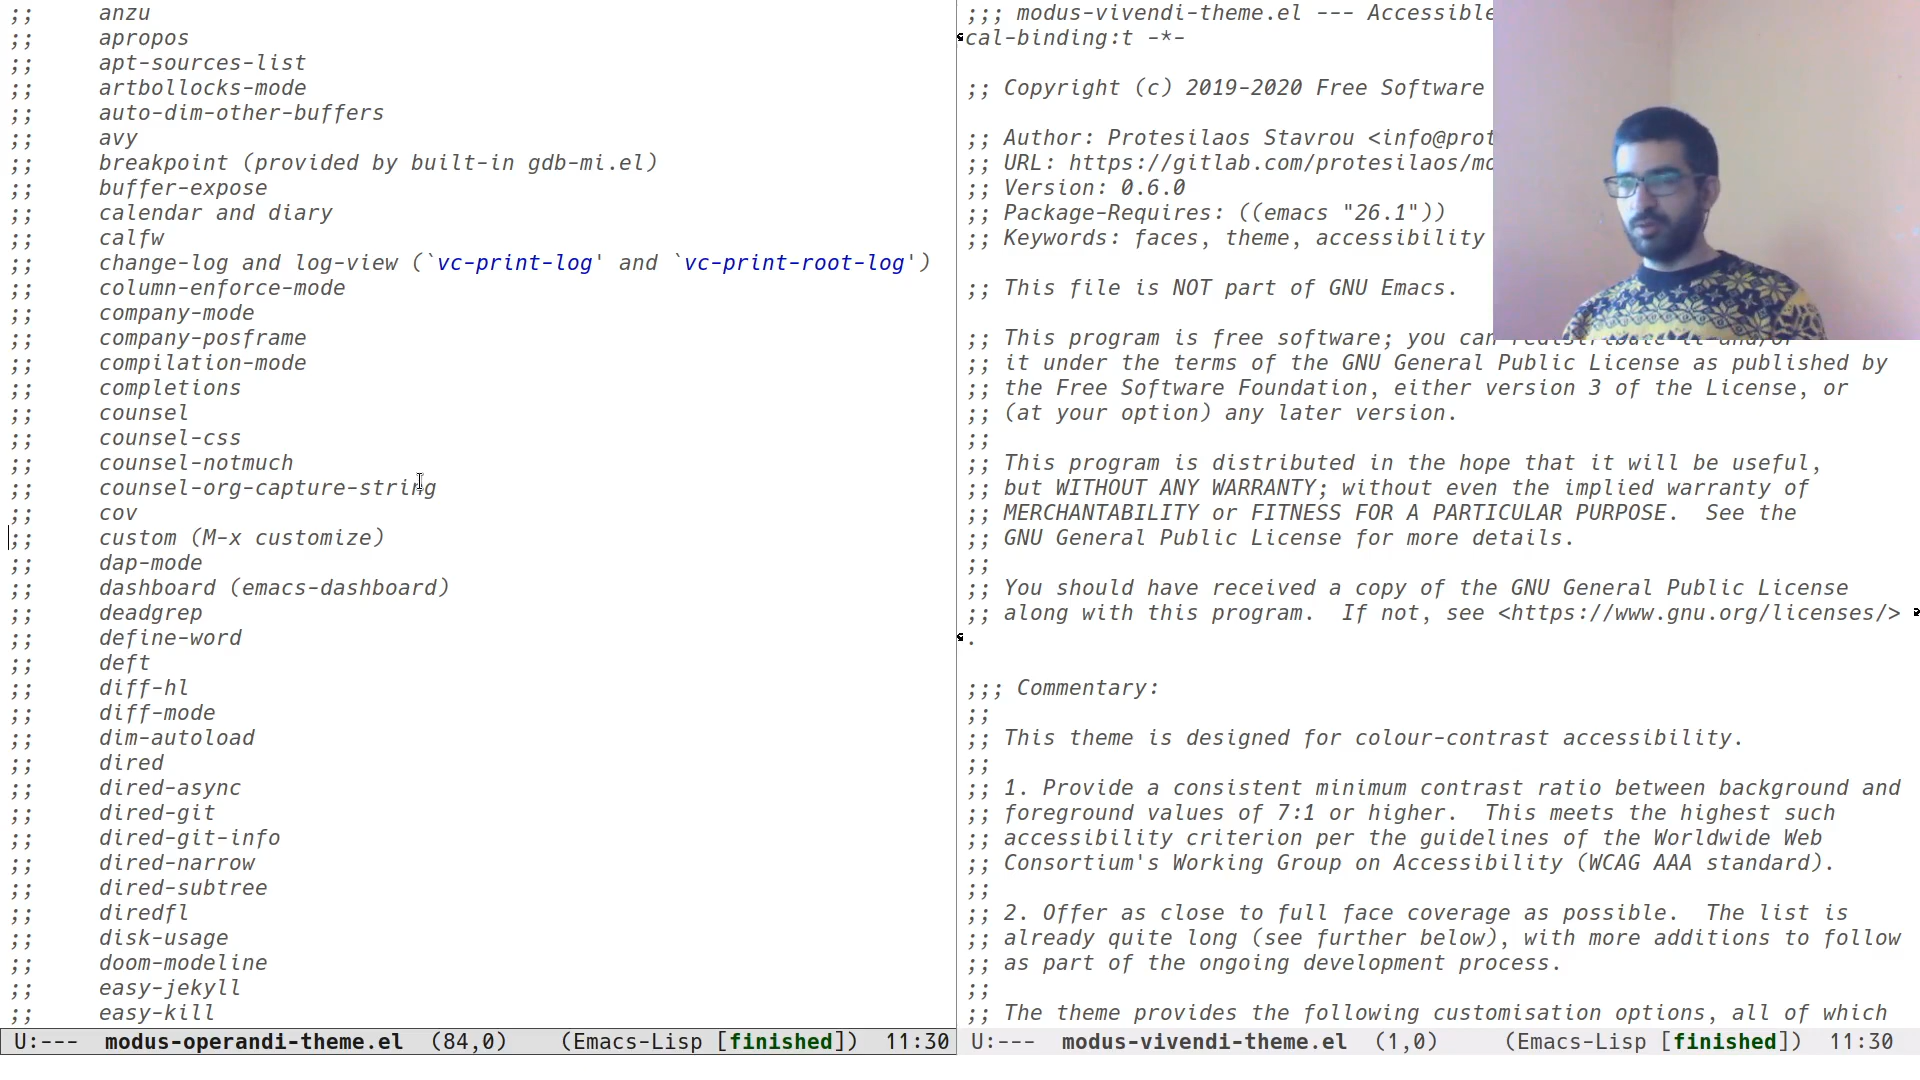 ;;     anzu
;;     apropos
;;     apt-sources-list
;;     artbollocks-mode
;;     auto-dim-other-buffers
;;     avy
;;     breakpoint (provided by built-in gdb-mi.el)
;;     buffer-expose
;;     calendar and diary
;;     calfw
;;     change-log and log-view (`vc-print-log' and `vc-print-root-log')
;;     column-enforce-mode
;;     company-mode
;;     company-posframe
;;     compilation-mode
;;     completions
;;     counsel
;;     counsel-css
;;     counsel-notmuch
;;     counsel-org-capture-string
;;     cov
;;     custom (M-x customize)
;;     dap-mode
;;     dashboard (emacs-dashboard)
;;     deadgrep
;;     define-word
;;     deft
;;     diff-hl
;;     diff-mode
;;     dim-autoload
;;     dired
;;     dired-async
;;     dired-git
;;     dired-git-info
;;     dired-narrow
;;     dired-subtree
;;     diredfl
;;     disk-usage
;;     doom-modeline
;;     easy-jekyll
;;     easy-kill
U:---  modus-operandi-theme.el  (84,0)    (Emacs-Lisp [finished])  11:30
;;; modus-vivendi-theme.el --- Accessible
cal-binding:t -*-
;; Copyright (c) 2019-2020 Free Software
;; Author: Protesilaos Stavrou <info@prot
;; URL: https://gitlab.com/protesilaos/mo
;; Version: 0.6.0
;; Package-Requires: ((emacs "26.1"))
;; Keywords: faces, theme, accessibility
;; This file is NOT part of GNU Emacs.
;; This program is free software; you can redistribute it and/or
;; it under the terms of the GNU General Public License as published by
;; the Free Software Foundation, either version 3 of the License, or
;; (at your option) any later version.
;;
;; This program is distributed in the hope that it will be useful,
;; but WITHOUT ANY WARRANTY; without even the implied warranty of
;; MERCHANTABILITY or FITNESS FOR A PARTICULAR PURPOSE.  See the
;; GNU General Public License for more details.
;;
;; You should have received a copy of the GNU General Public License
;; along with this program.  If not, see <https://www.gnu.org/licenses/>
.
;;; Commentary:
;;
;; This theme is designed for colour-contrast accessibility.
;;
;; 1. Provide a consistent minimum contrast ratio between background and
;; foreground values of 7:1 or higher.  This meets the highest such
;; accessibility criterion per the guidelines of the Worldwide Web
;; Consortium's Working Group on Accessibility (WCAG AAA standard).
;;
;; 2. Offer as close to full face coverage as possible.  The list is
;; already quite long (see further below), with more additions to follow
;; as part of the ongoing development process.
;;
;; The theme provides the following customisation options, all of which
U:---  modus-vivendi-theme.el  (1,0)     (Emacs-Lisp [finished])  11:30